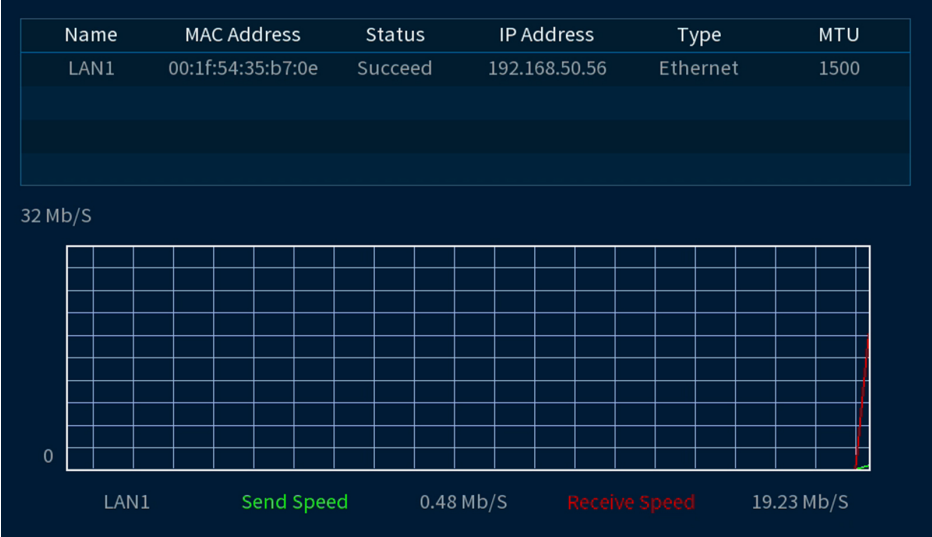 Name MAC Address Status IP Address Type MTU
LAN1 00:1f:54:35:b7:0e Succeed 192.168.50.56 Ethernet 1500
32 Mb/S
0
LAN1 Send Speed 0.48 Mb/S Receive Speed 19.23 Mb/S